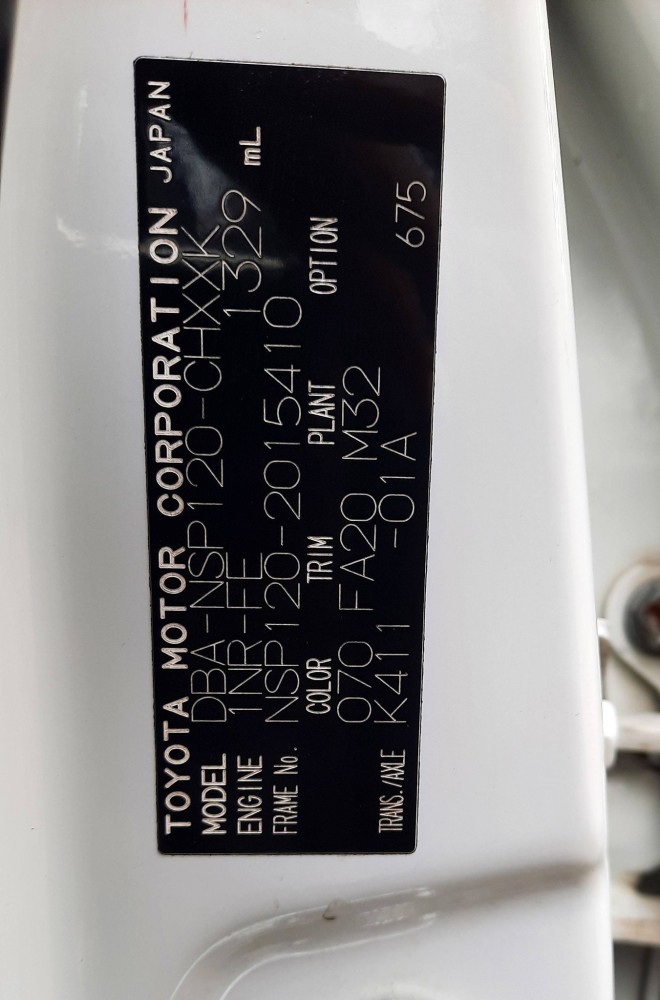 TOYOTA MOTOR CORPORATION JAPAN
MODEL DBA-NSP120-CHXXK
ENGINE 1NR-FE 1329 mL
FRAME No. NSP120-2015410
COLOR TRIM PLANT OPTION
070 FA20 M32
TRANS./AXLE K411 -01A 675